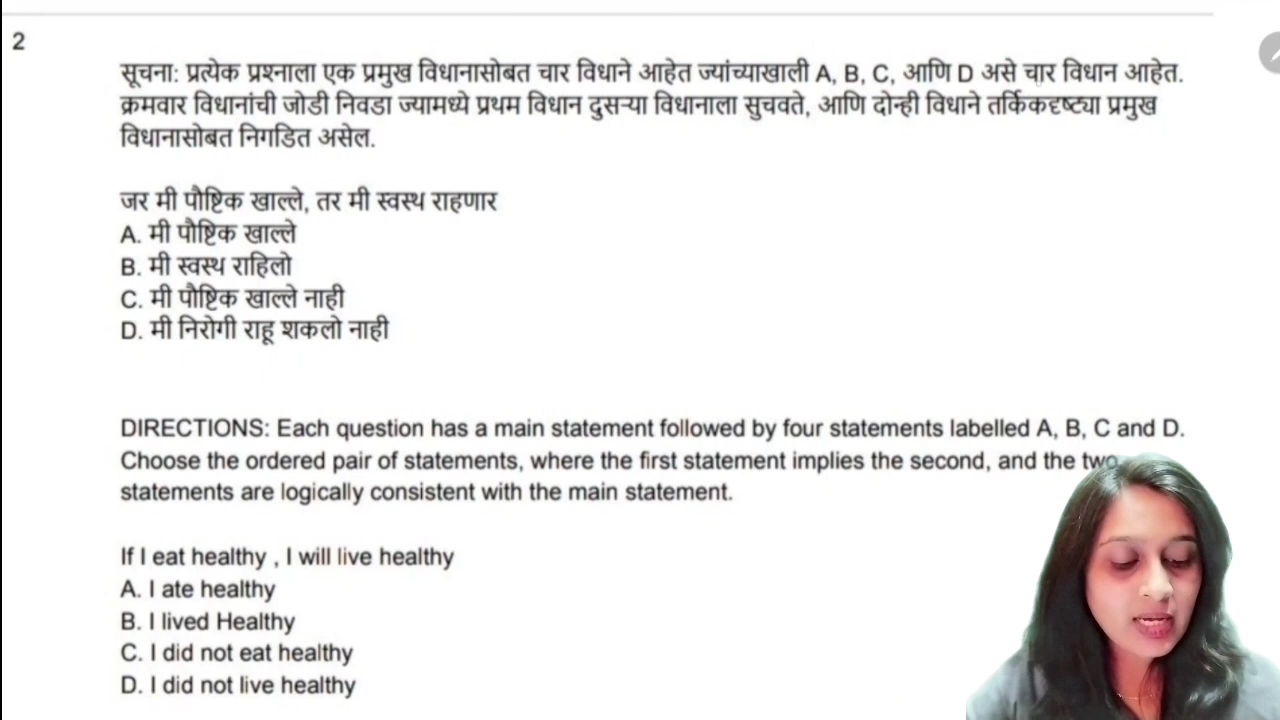 2
सूचना: प्रत्येक प्रश्नाला एक प्रमुख विधानासोबत चार विधाने आहेत ज्यांच्याखाली A, B, C, आणि D असे चार विधान आहेत.
क्रमवार विधानांची जोडी निवडा ज्यामध्ये प्रथम विधान दुसऱ्या विधानाला सुचवते, आणि दोन्ही विधाने तर्किकदृष्ट्या प्रमुख
विधानासोबत निगडित असेल.
जर मी पौष्टिक खाल्ले, तर मी स्वस्थ राहणार
A. मी पौष्टिक खाल्ले
B. मी स्वस्थ राहिलो
C. मी पौष्टिक खाल्ले नाही
D. मी निरोगी राहू शकलो नाही
DIRECTIONS: Each question has a main statement followed by four statements labelled A, B, C and D.
Choose the ordered pair of statements, where the first statement implies the second, and the two
statements are logically consistent with the main statement.
If I eat healthy , I will live healthy
A. I ate healthy
B. I lived Healthy
C. I did not eat healthy
D. I did not live healthy